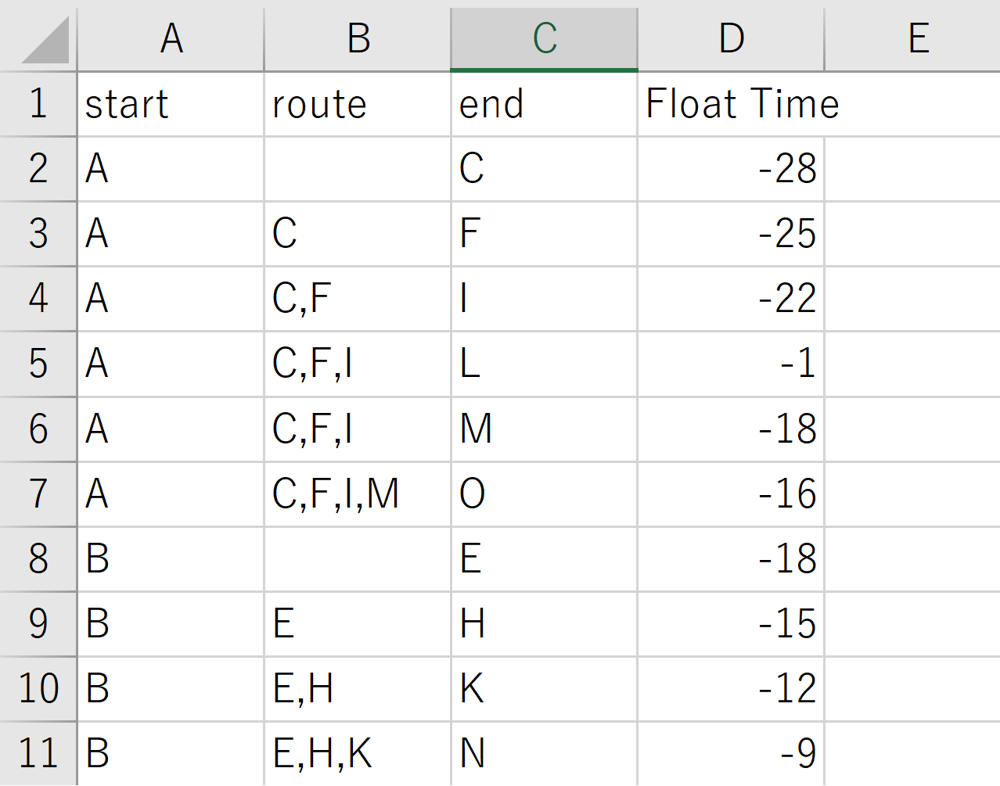 A B C D E
1 start route end Float Time
2 A C -28
3 A C F -25
4 A C,F I -22
5 A C,F,I L -1
6 A C,F,I M -18
7 A C,F,I,M O -16
8 B E -18
9 B E H -15
10 B E,H K -12
11 B E,H,K N -9